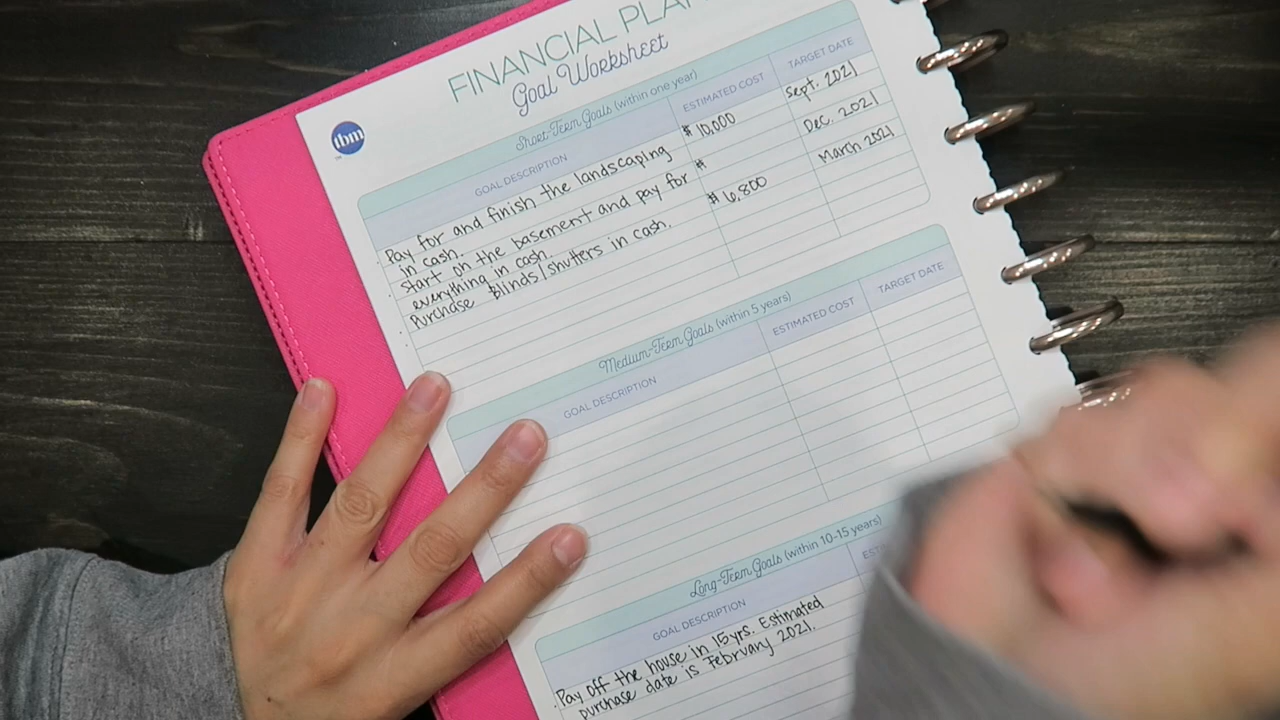 FINANCIAL PLAN
Goal Worksheet
ibm
Short-Term Goals (within one year)
GOAL DESCRIPTION ESTIMATED COST TARGET DATE
Pay for and finish the landscaping $10,000 Sept. 2021
in cash.
start on the basement and pay for $ Dec. 2021
everything in cash.
Purchase Blinds/shutters in cash. $6,800 March 2021
Medium-Term Goals (within 5 years)
GOAL DESCRIPTION ESTIMATED COST TARGET DATE
Long-Term Goals (within 10-15 years)
GOAL DESCRIPTION
Pay off the house in 15yrs. Estimated
purchase date is February 2021.